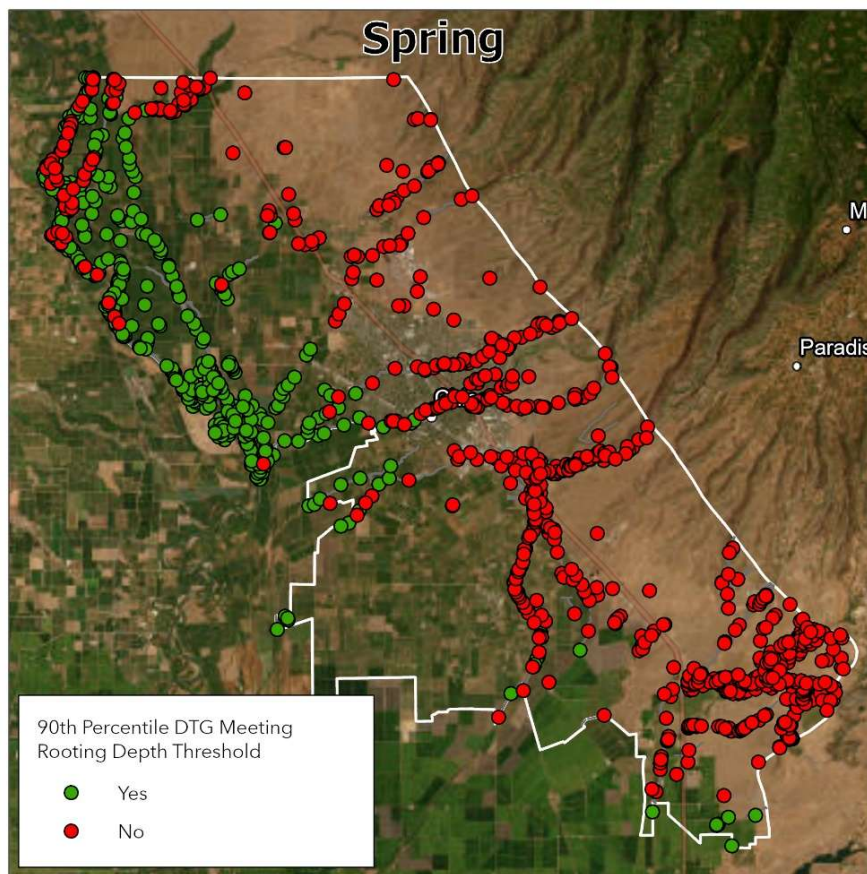 Spring
M
Paradis
90th Percentile DTG Meeting
Rooting Depth Threshold
Yes
No